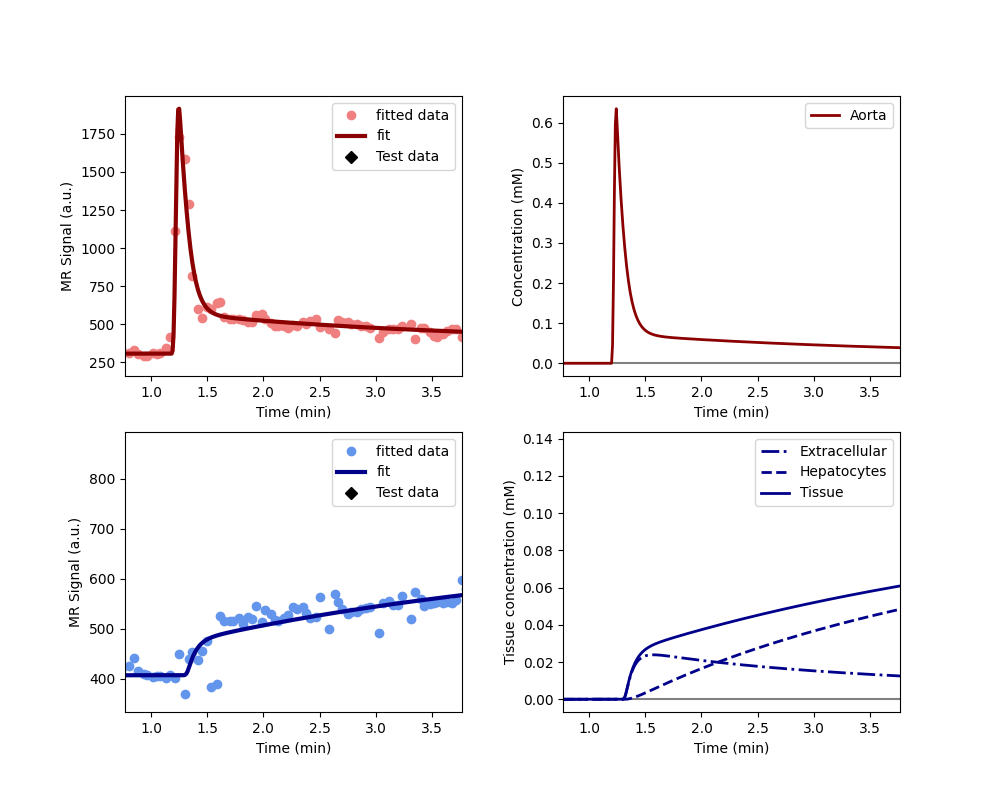 MR Signal (a.u.)
1750
1500
1250
1000
750
500
250
fitted data
fit
Test data
1.0 1.5 2.0 2.5 3.0 3.5
Time (min)
Concentration (mM)
0.6
0.5
0.4
0.3
0.2
0.1
0.0
Aorta
1.0 1.5 2.0 2.5 3.0 3.5
Time (min)
MR Signal (a.u.)
800
700
600
500
400
fitted data
fit
Test data
1.0 1.5 2.0 2.5 3.0 3.5
Time (min)
Tissue concentration (mM)
0.14
0.12
0.10
0.08
0.06
0.04
0.02
0.00
Extracellular
Hepatocytes
Tissue
1.0 1.5 2.0 2.5 3.0 3.5
Time (min)